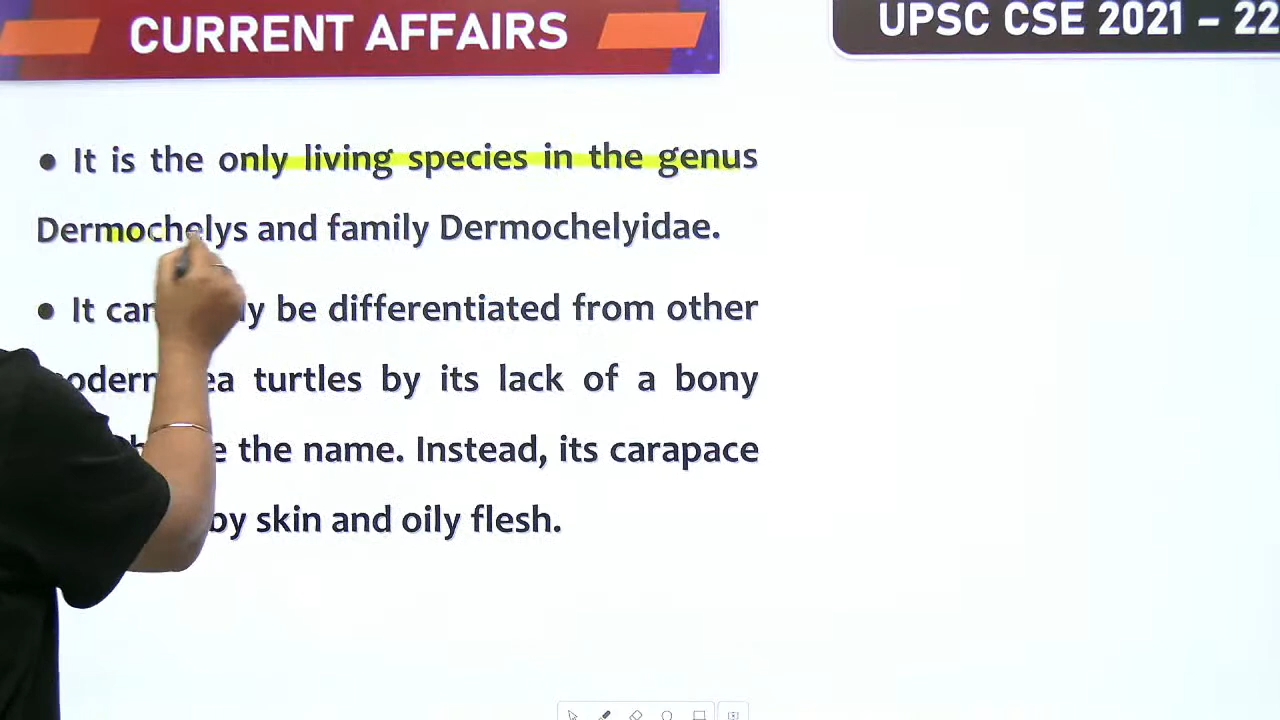 CURRENT AFFAIRS
UPSC CSE 2021 – 22
• It is the only living species in the genus
Dermochelys and family Dermochelyidae.
• It can be differentiated from other
turtles by its lack of a bony
the name. Instead, its carapace
by skin and oily flesh.